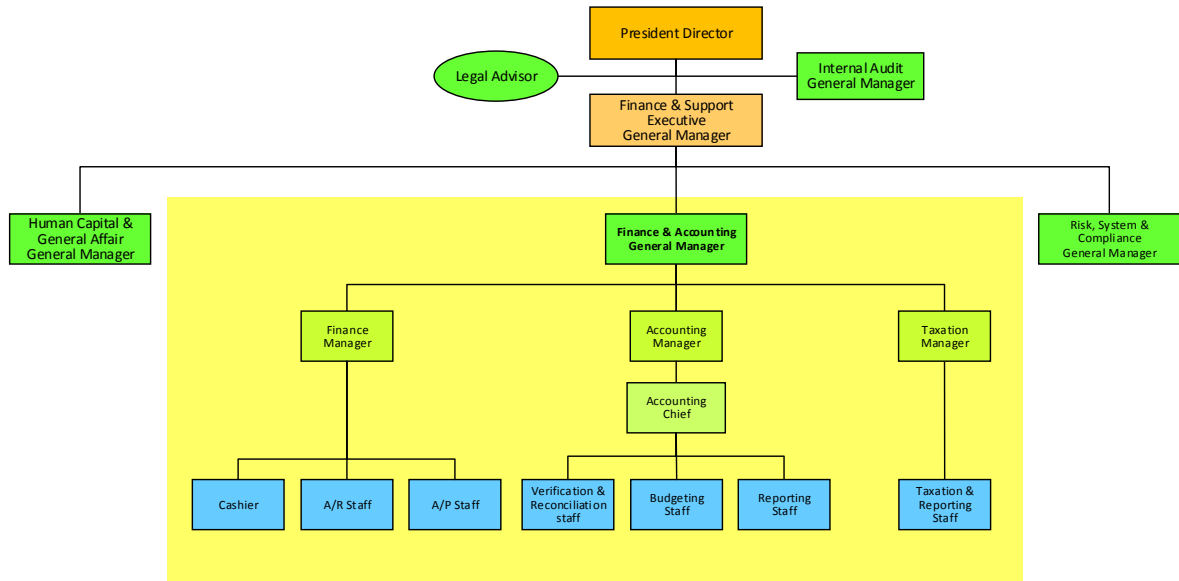 President Director
Legal Advisor
Internal Audit
General Manager
Finance & Support
Executive
General Manager
Human Capital &
General Affair
General Manager
Finance & Accounting
General Manager
Risk, System &
Compliance
General Manager
Finance
Manager
Accounting
Manager
Taxation
Manager
Accounting
Chief
Cashier
A/R Staff
A/P Staff
Verification &
Reconciliation
staff
Budgeting
Staff
Reporting
Staff
Taxation &
Reporting
Staff